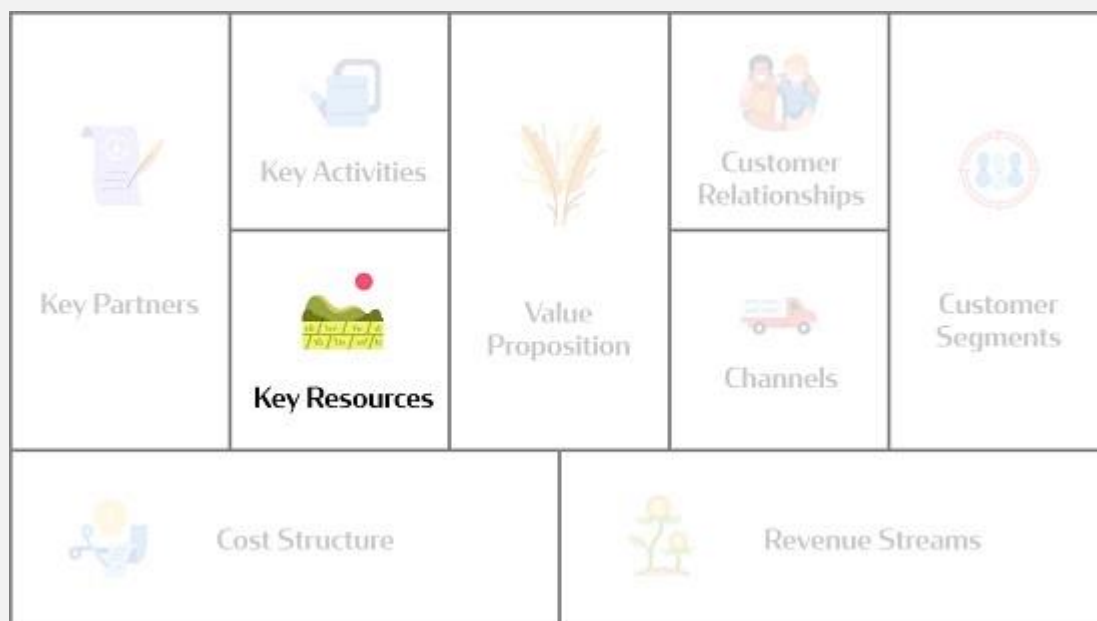 Key Partners
Key Activities
Key Resources
Value
Proposition
Customer
Relationships
Channels
Customer
Segments
Cost Structure
Revenue Streams